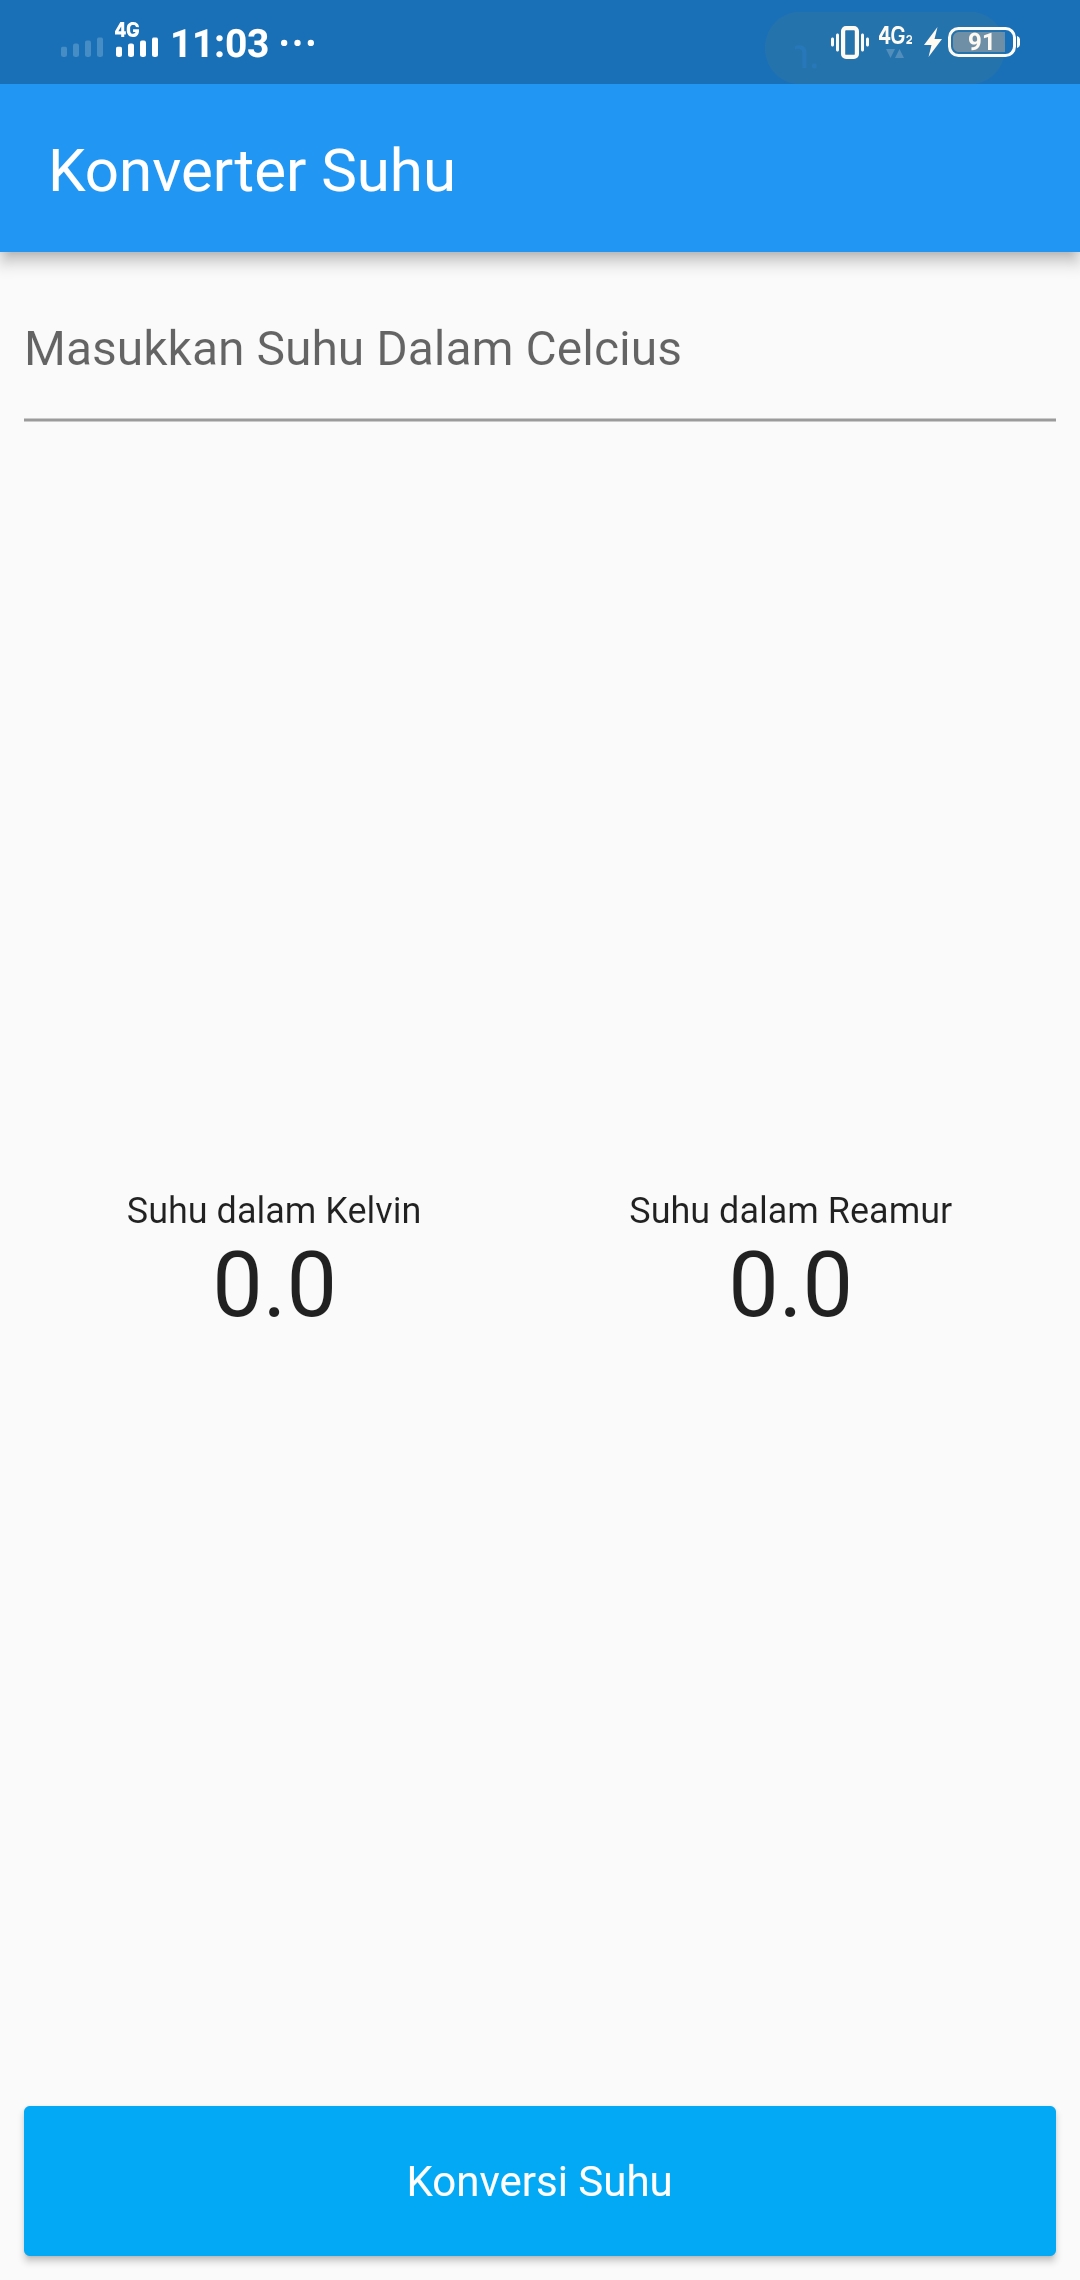 4G 11:03 ... 4G2 91
Konverter Suhu
Masukkan Suhu Dalam Celcius
Suhu dalam Kelvin Suhu dalam Reamur
0.0 0.0
Konversi Suhu